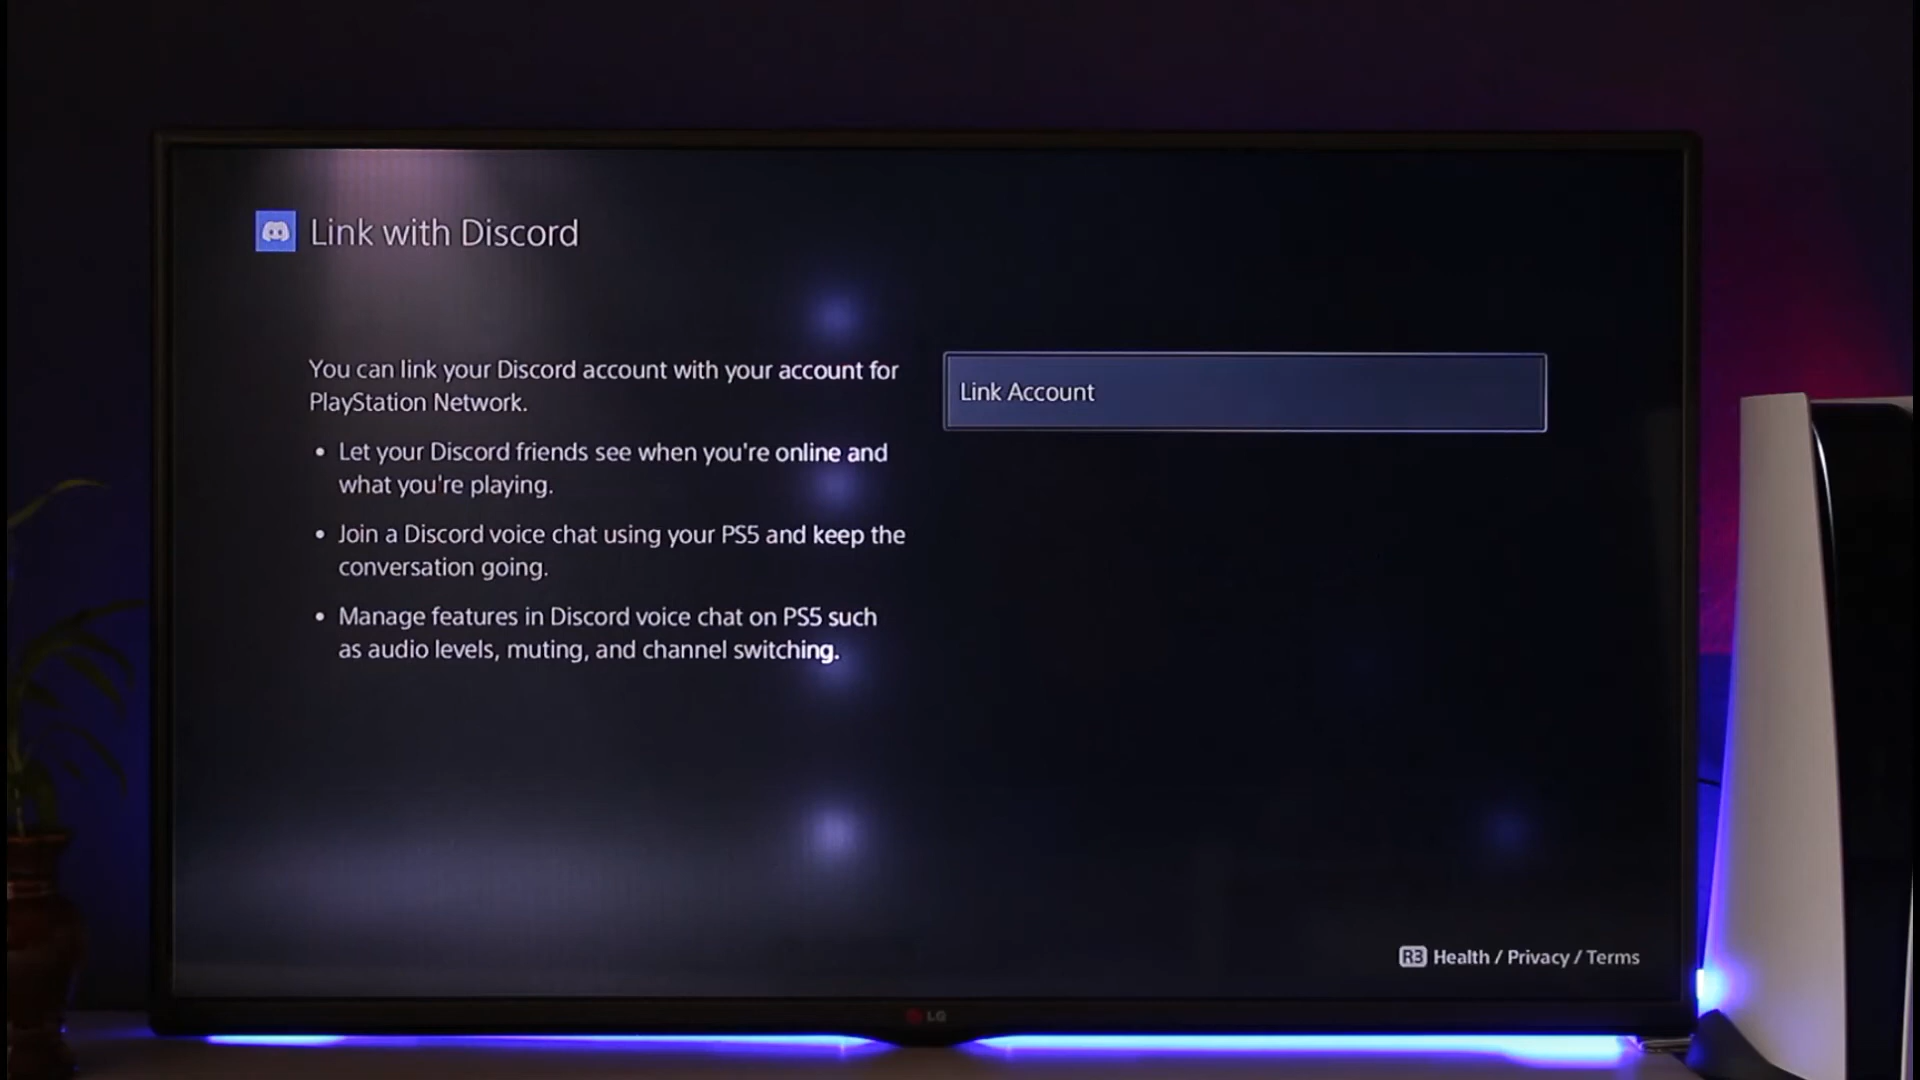 Link with Discord
You can link your Discord account with your account for
PlayStation Network.
• Let your Discord friends see when you're online and
what you're playing.
• Join a Discord voice chat using your PS5 and keep the
conversation going.
• Manage features in Discord voice chat on PS5 such
as audio levels, muting, and channel switching.
Link Account
R3 Health / Privacy / Terms
LG